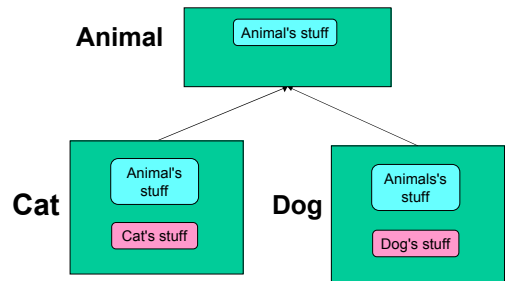 Animal
Animal's stuff
Cat
Animal's
stuff
Cat's stuff
Dog
Animals's
stuff
Dog's stuff